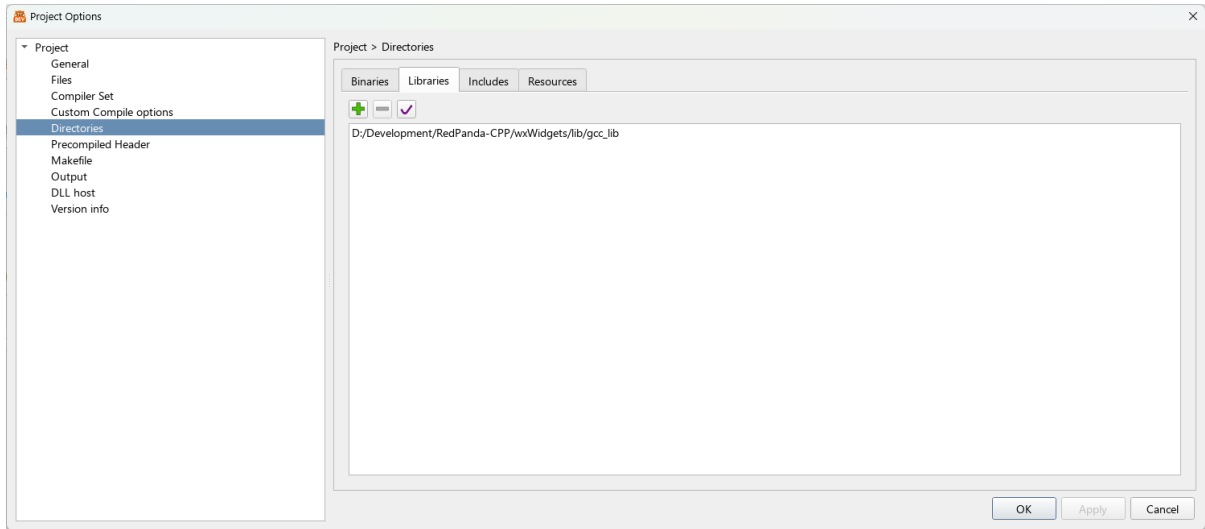 Project Options
Project
General
Files
Compiler Set
Custom Compile options
Directories
Precompiled Header
Makefile
Output
DLL host
Version info
Project > Directories
Binaries Libraries Includes Resources
D:/Development/RedPanda-CPP/wxWidgets/lib/gcc_lib
OK Apply Cancel